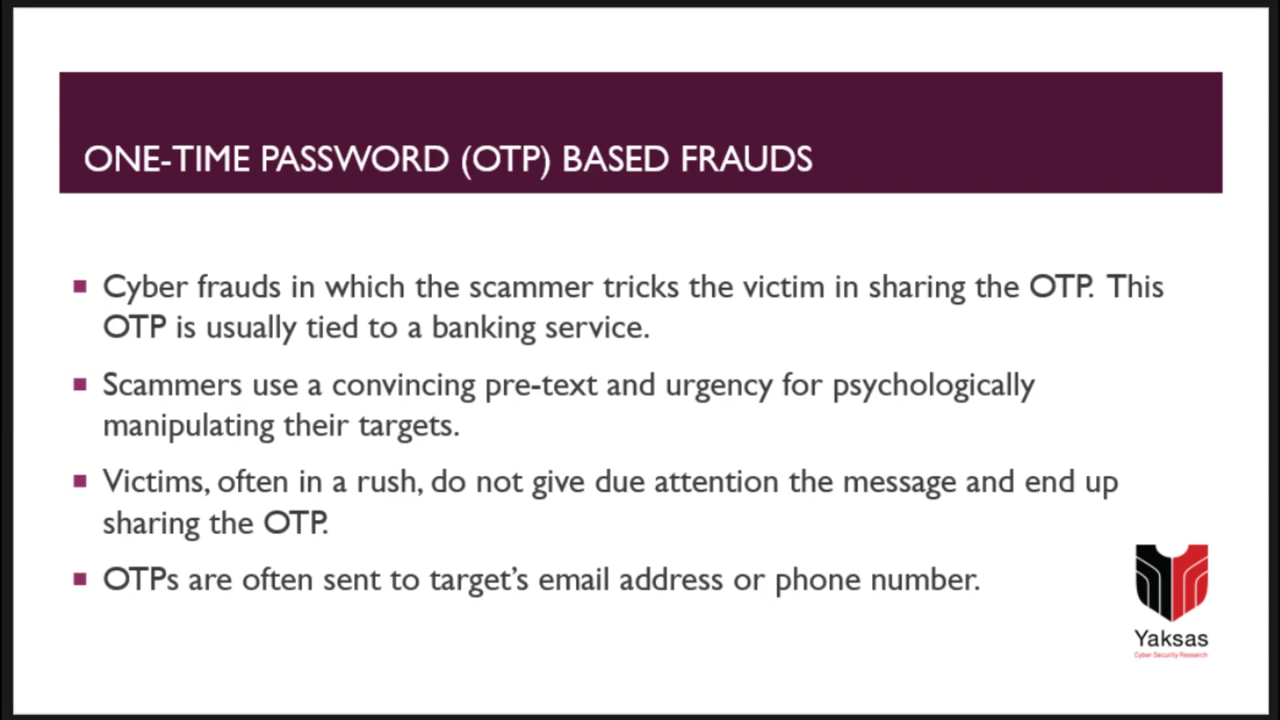 ONE-TIME PASSWORD (OTP) BASED FRAUDS
Cyber frauds in which the scammer tricks the victim in sharing the OTP. This
OTP is usually tied to a banking service.
Scammers use a convincing pre-text and urgency for psychologically
manipulating their targets.
Victims, often in a rush, do not give due attention the message and end up
sharing the OTP.
OTPs are often sent to target’s email address or phone number.
Yaksas
Cyber Security Research